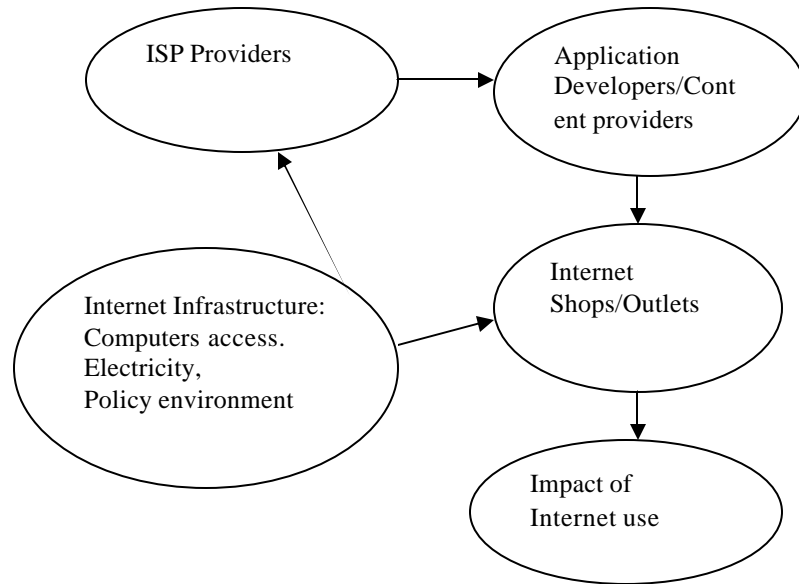 ISP Providers
Application
Developers/Cont
ent providers
Internet Infrastructure:
Computers access.
Electricity,
Policy environment
Internet
Shops/Outlets
Impact of
Internet use